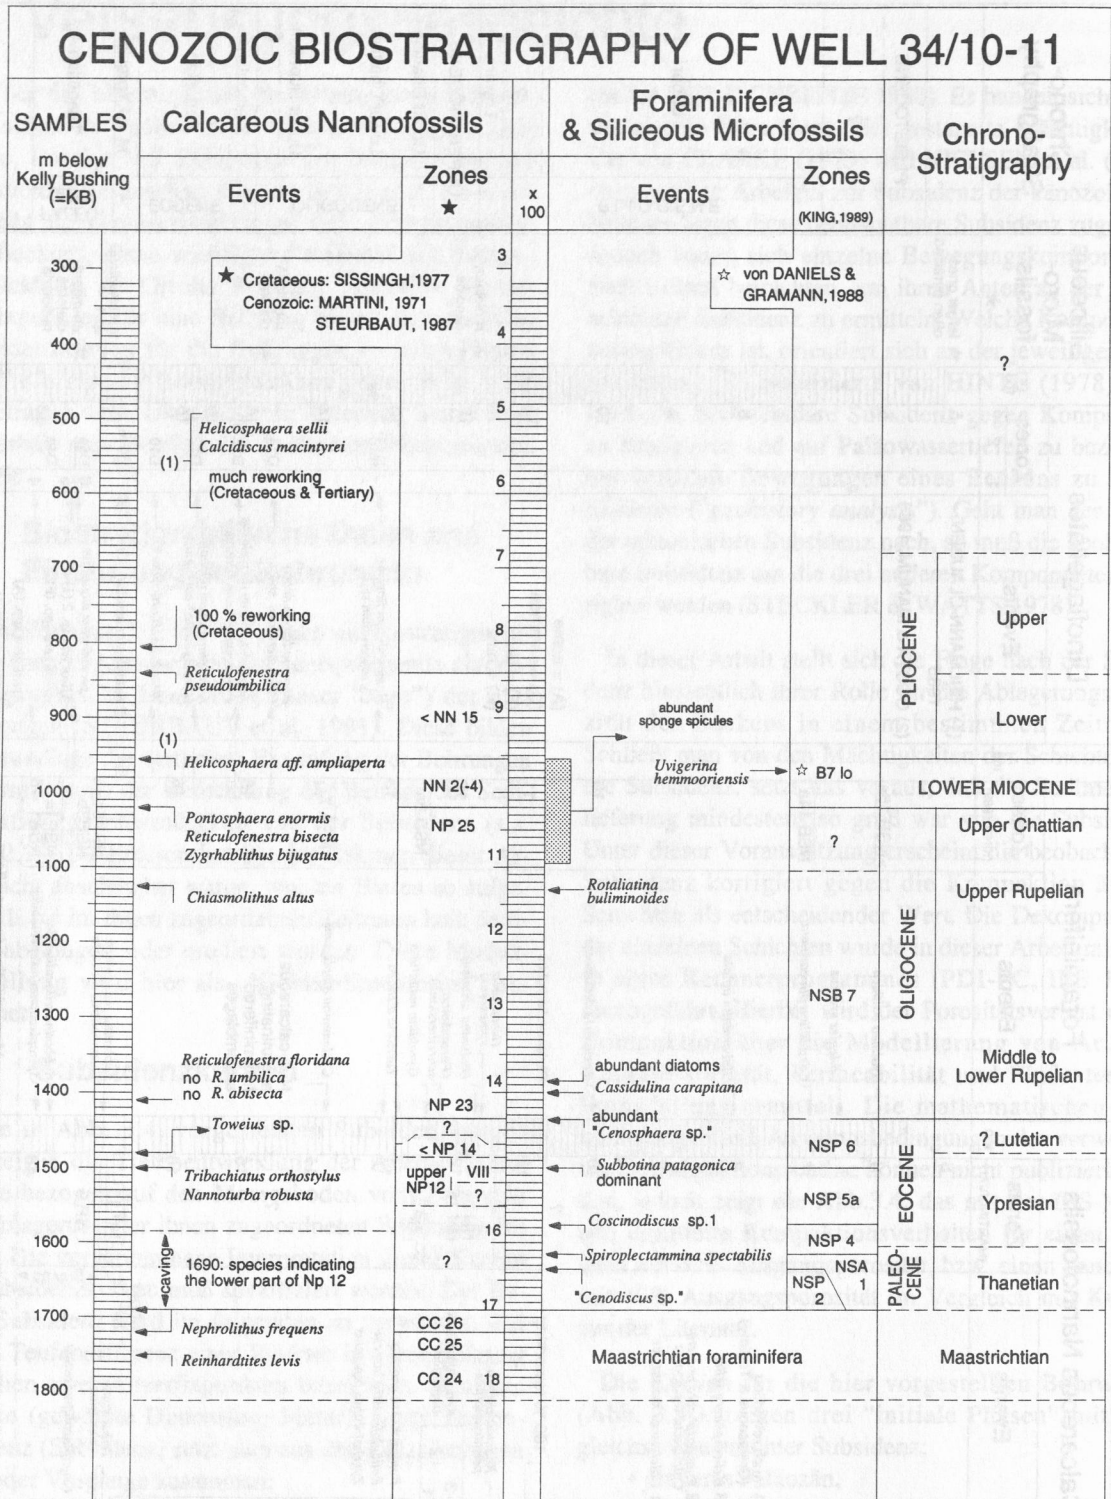 CENOZOIC BIOSTRATIGRAPHY OF WELL 34/10-11
SAMPLES
m below
Kelly Bushing
(=KB)
Calcareous Nannofossils
Events
Zones
★
x
100
Foraminifera
& Siliceous Microfossils
Events
Zones
(KING,1989)
Chrono-
Stratigraphy
★ Cretaceous: SISSINGH,1977
Cenozoic: MARTINI, 1971
STEURBAUT, 1987
☆ von DANIELS &
GRAMANN,1988
300
400
500
600
700
800
900
1000
1100
1200
1300
1400
1500
1600
1700
1800
Helicosphaera sellii
Calcidiscus macintyrei
(1)
much reworking
(Cretaceous & Tertiary)
100 % reworking
(Cretaceous)
Reticulofenestra
pseudoumbilica
(1)
Helicosphaera aff. ampliaperta
Pontosphaera enormis
Reticulofenestra bisecta
Zygrhablithus bijugatus
Chiasmolithus altus
Reticulofenestra floridana
no R. umbilica
no R. abisecta
Toweius sp.
Tribaliatus orthostylus
Nannoturba robusta
caving
1690: species indicating
the lower part of Np 12
Nephrolithus frequens
Reinhardtites levis
< NN 15
NN 2(-4)
NP 25
NP 23
?
< NP 14
upper
NP12
VIII
?
?
CC 26
CC 25
CC 24
3
4
5
6
7
8
9
11
12
13
14
16
17
18
abundant
sponge spicules
Uvigerina
hemmooriensis
Rotaliatina
buliminoides
abundant diatoms
Cassidulina carapitana
abundant
"Cenosphaera sp."
Subbotina patagonica
dominant
Coscinodiscus sp.1
Spiroplectammina spectabilis
"Cenodiscus sp."
Maastrichtian foraminifera
☆ B7 lo
?
NSB 7
NSP 6
NSP 5a
NSP 4
NSP
2
NSA
1
?
PLIOCENE
Upper
Lower
LOWER MIOCENE
OLIGOCENE
Upper Chattian
Upper Rupelian
Middle to
Lower Rupelian
EOCENE
? Lutetian
Ypresian
PALEO-
CENE
Thanetian
Maastrichtian